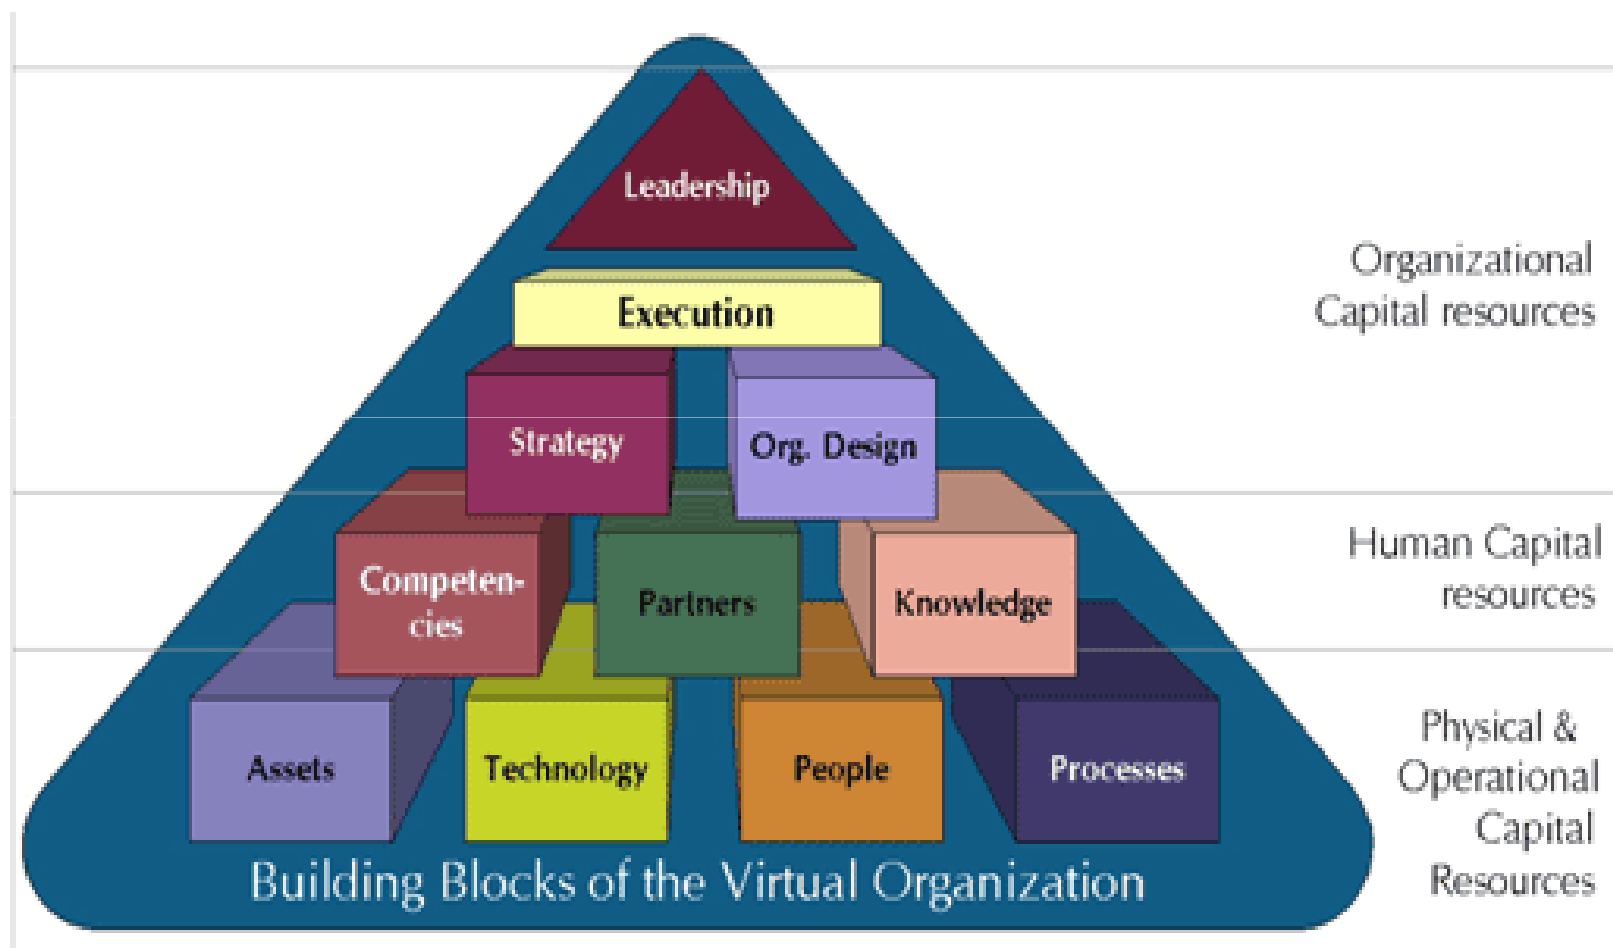 Leadership
Organizational
Capital resources
Execution
Strategy
Org. Design
Human Capital
resources
Competen-
cies
Partners
Knowledge
Physical &
Operational
Capital
Resources
Assets
Technology
People
Processes
Building Blocks of the Virtual Organization